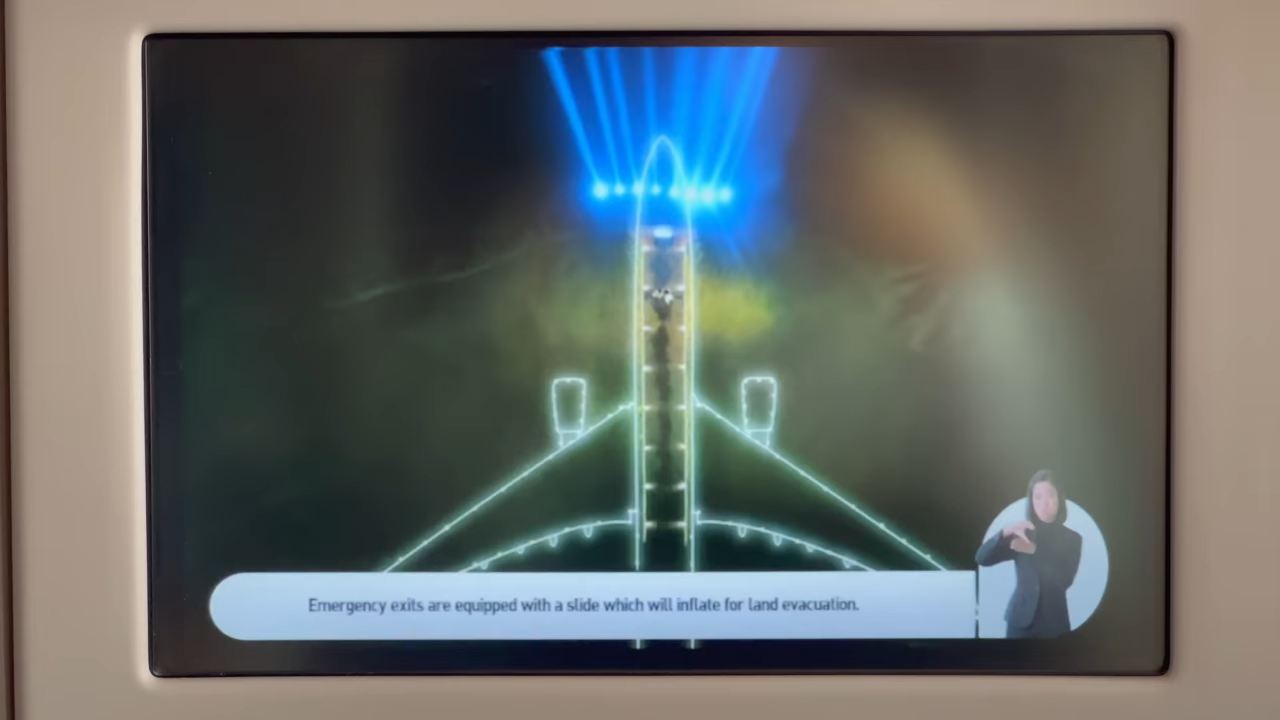 Emergency exits are equipped with a slide which will inflate for land evacuation.